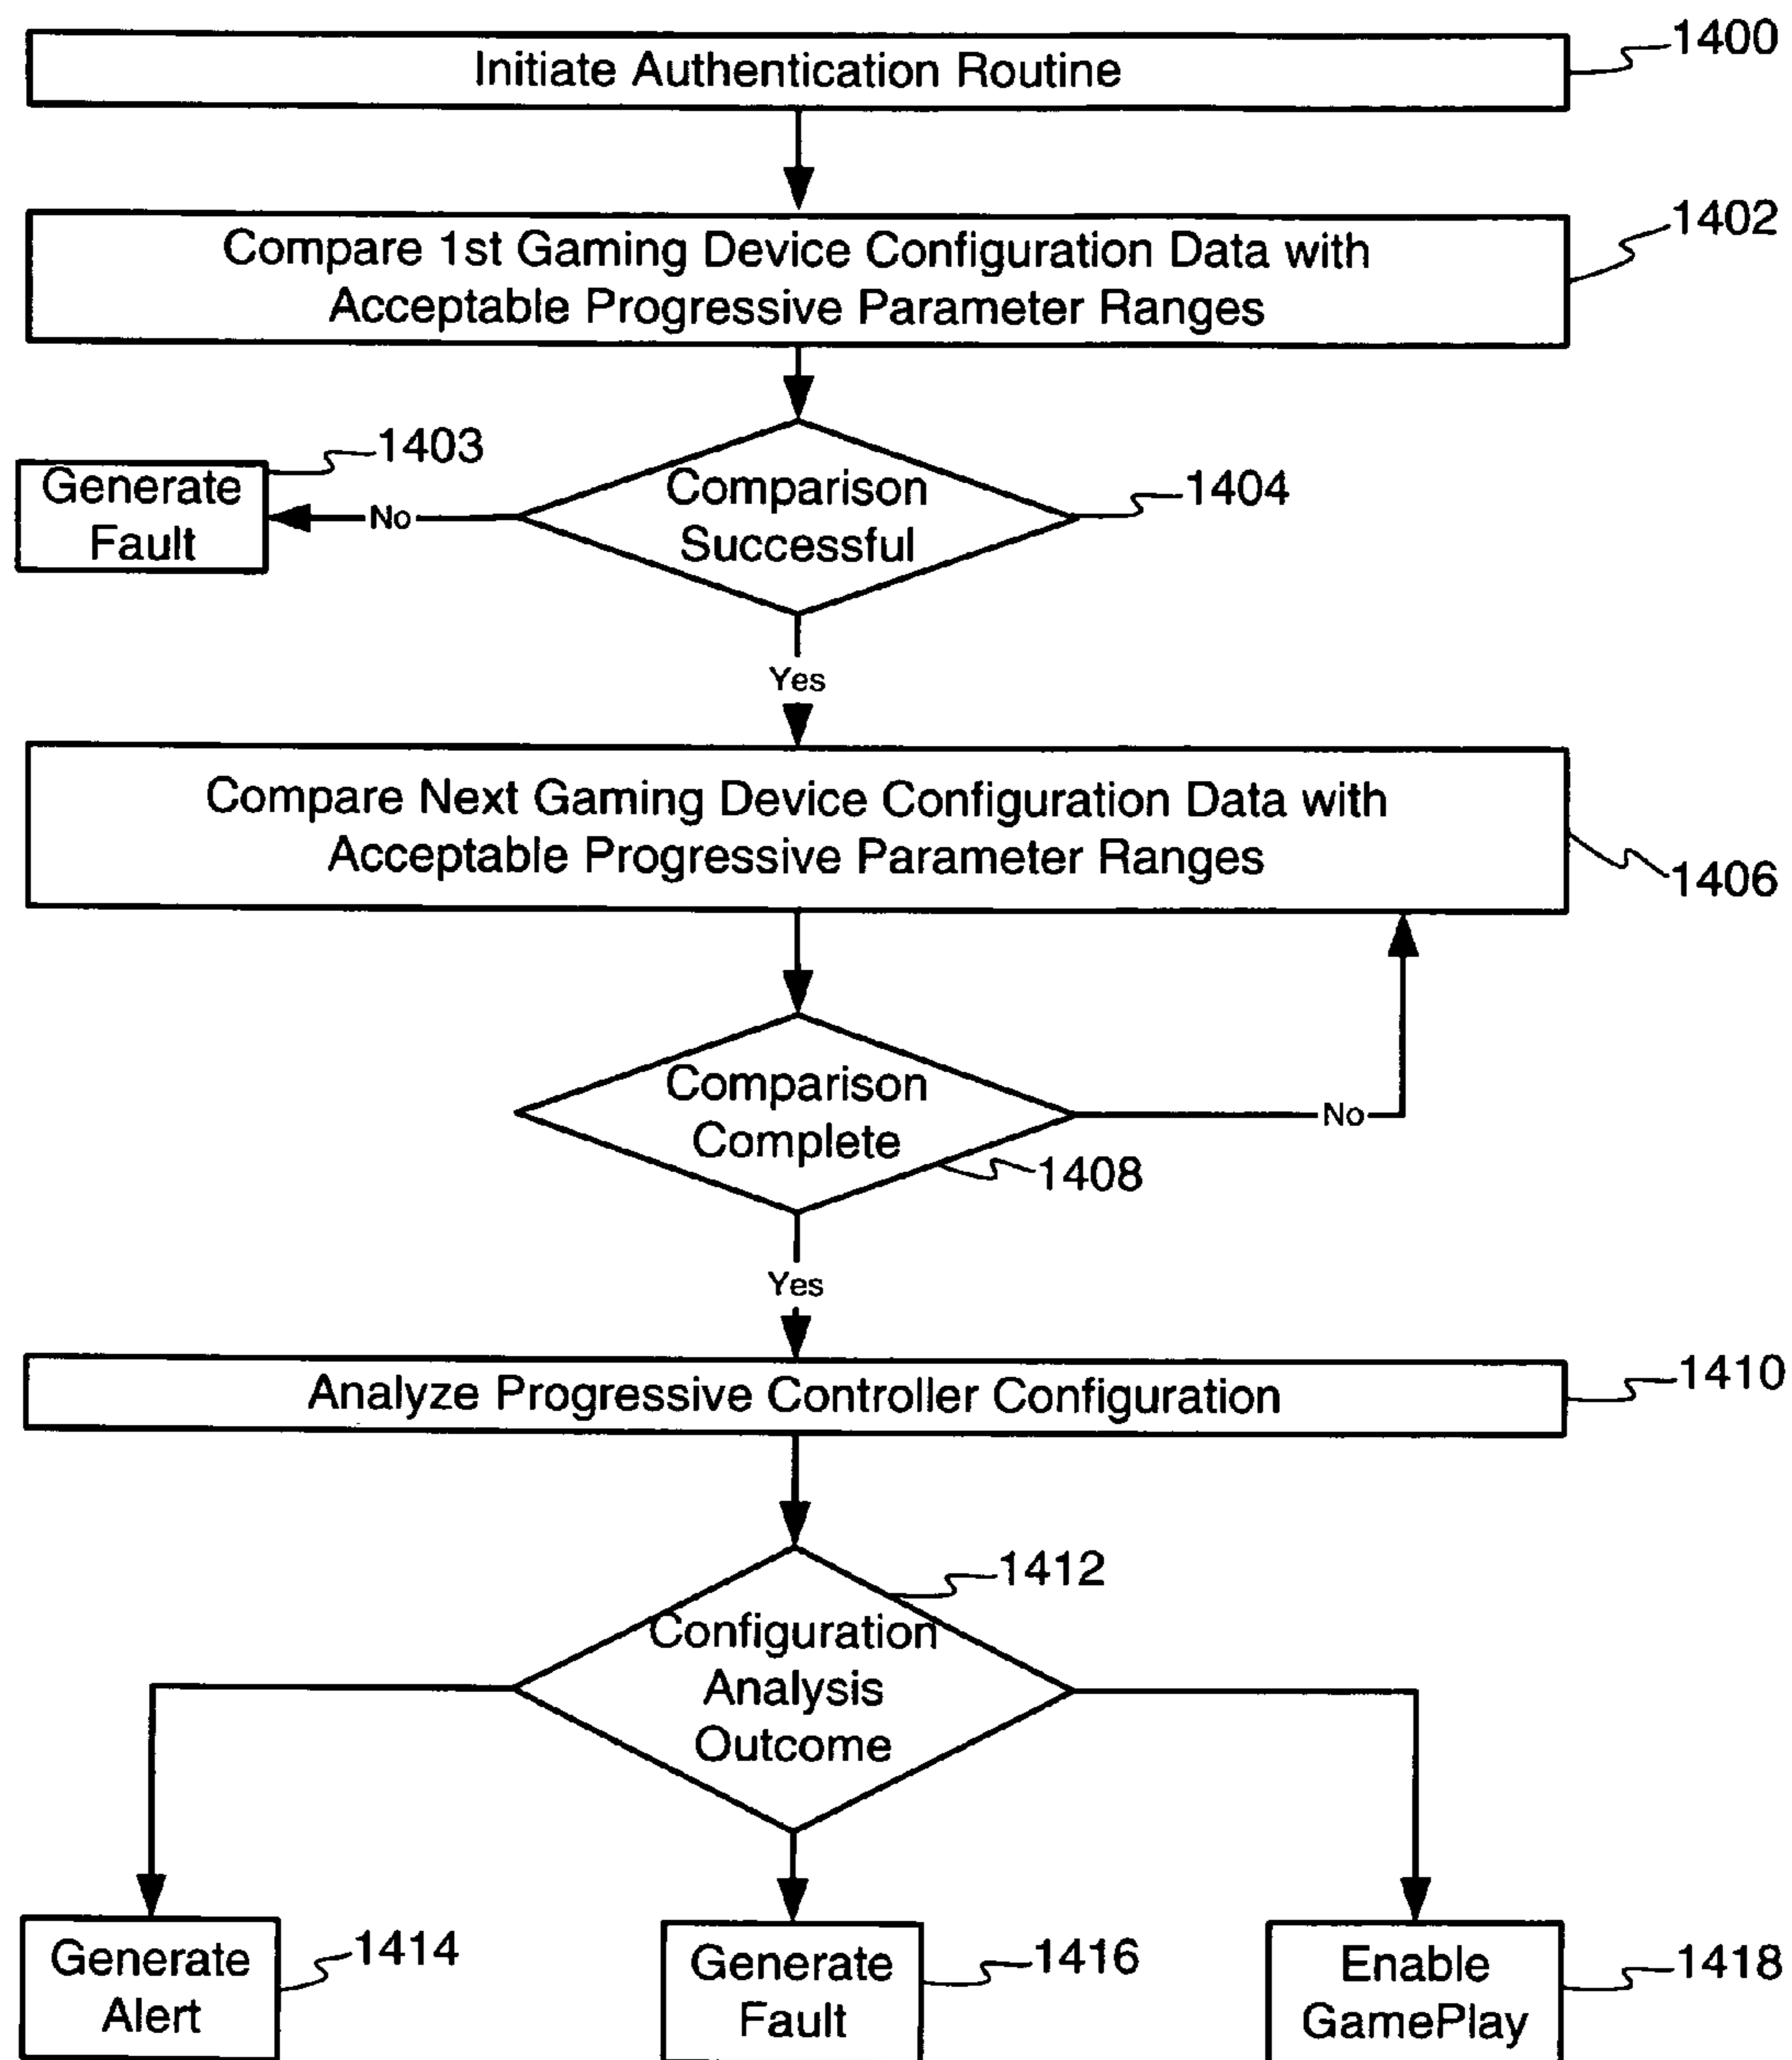 Initiate Authentication Routine
1400
Compare 1st Gaming Device Configuration Data with
Acceptable Progressive Parameter Ranges
1402
1403
Generate
Fault
No
Comparison
Successful
1404
Yes
Compare Next Gaming Device Configuration Data with
Acceptable Progressive Parameter Ranges
1406
Comparison
Complete
No
1408
Yes
Analyze Progressive Controller Configuration
1410
1412
Configuration
Analysis
Outcome
Generate
Alert
1414
Generate
Fault
1416
Enable
GamePlay
1418